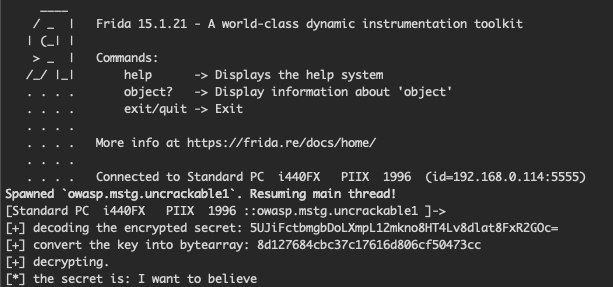 ____
/ _  |   Frida 15.1.21 - A world-class dynamic instrumentation toolkit
| (_| |
> _  |   Commands:
/_/ |_|       help      -> Displays the help system
. . . .       object?   -> Display information about 'object'
. . . .       exit/quit -> Exit
. . . .
. . . .   More info at https://frida.re/docs/home/
. . . .
. . . .   Connected to Standard PC  i440FX   PIIX  1996  (id=192.168.0.114:5555)
Spawned `owasp.mstg.uncrackable1`. Resuming main thread!
[Standard PC  i440FX   PIIX  1996 ::owasp.mstg.uncrackable1 ]->
[+] decoding the encrypted secret: 5UJiFctbmgbDoLXmpL12mkno8HT4Lv8dlat8FxR2GOc=
[+] convert the key into bytearray: 8d127684cbc37c17616d806cf50473cc
[+] decrypting.
[*] the secret is: I want to believe